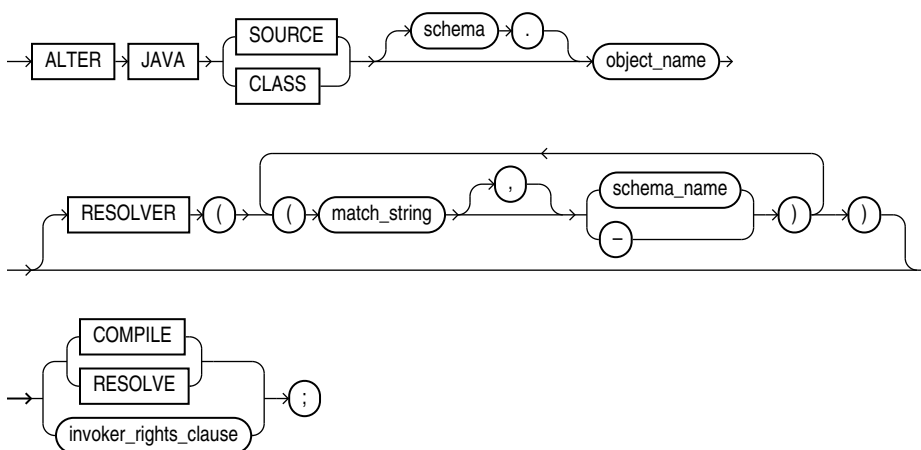 ALTER JAVA SOURCE schema . object_name
CLASS
RESOLVER ( ( match_string , schema_name ) )
–
COMPILE
RESOLVE ;
invoker_rights_clause